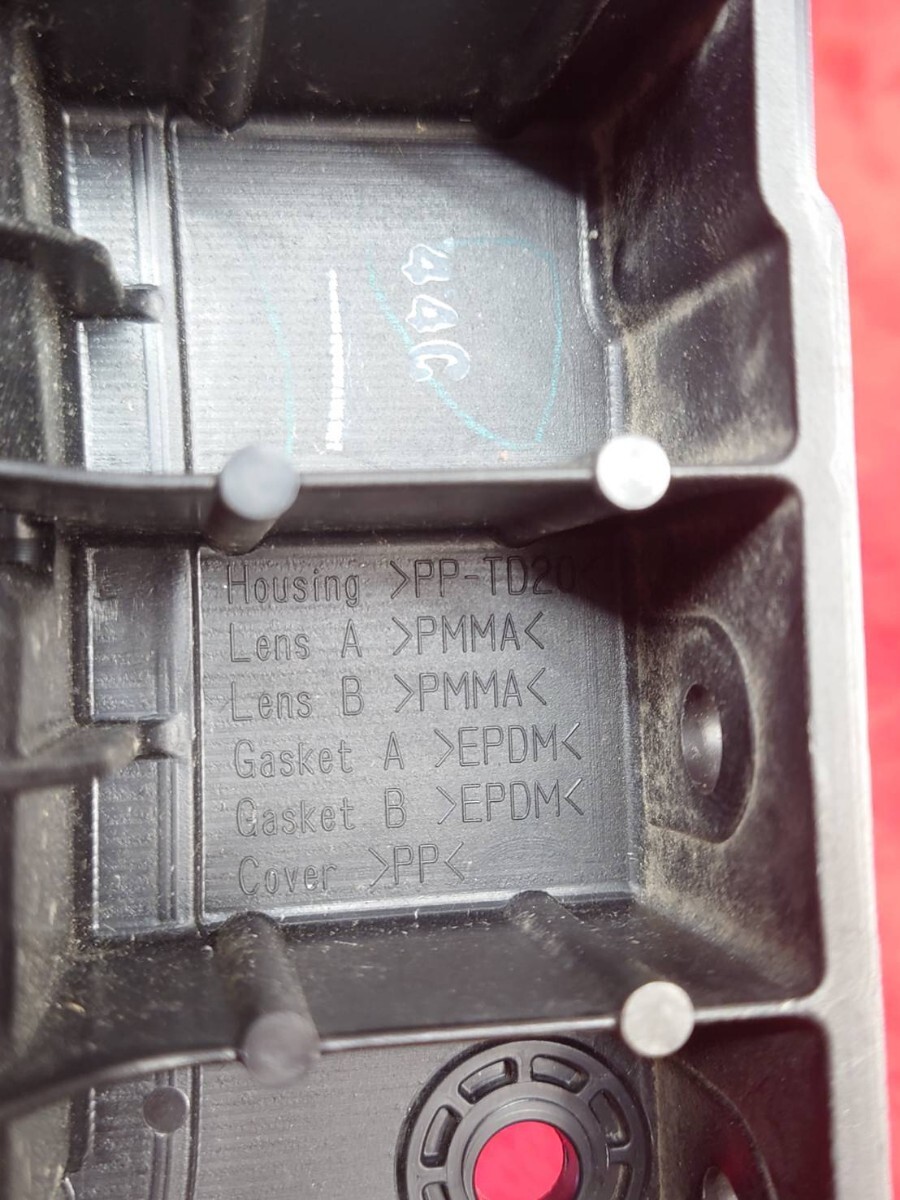 44C
Housing >PP-TD20<
Lens A >PMMA<
Lens B >PMMA<
Gasket A >EPDM<
Gasket B >EPDM<
Cover >PP<